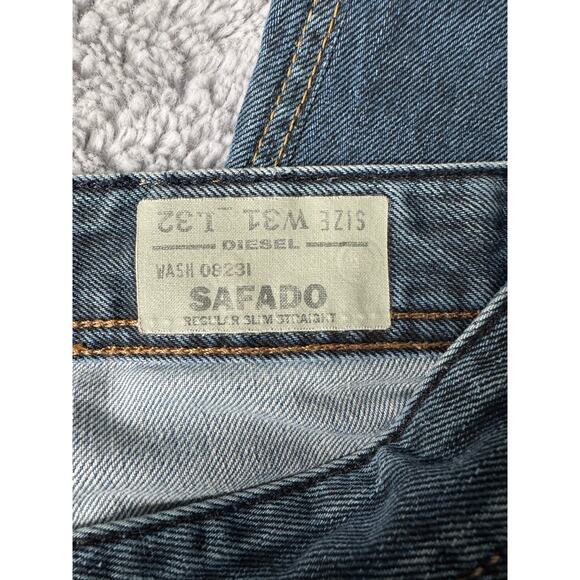 SIZE W31 L32
DIESEL
WASH 08231
SAFADO
REGULAR SLIM STRAIGHT